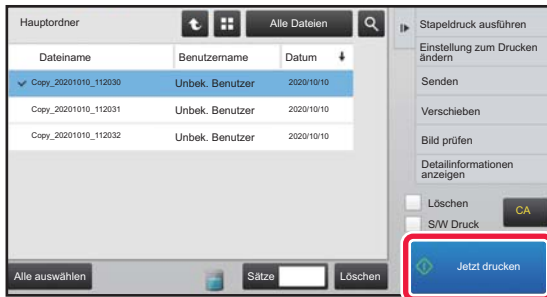 Hauptordner
Alle Dateien
Dateiname Benutzername Datum
Copy_20201010_112030 Unbek. Benutzer 2020/10/10
Copy_20201010_112031 Unbek. Benutzer 2020/10/10
Copy_20201010_112032 Unbek. Benutzer 2020/10/10
Alle auswählen
Sätze
Löschen
Stapeldruck ausführen
Einstellung zum Drucken
ändern
Senden
Verschieben
Bild prüfen
Detailinformationen
anzeigen
Löschen
S/W Druck
CA
Jetzt drucken